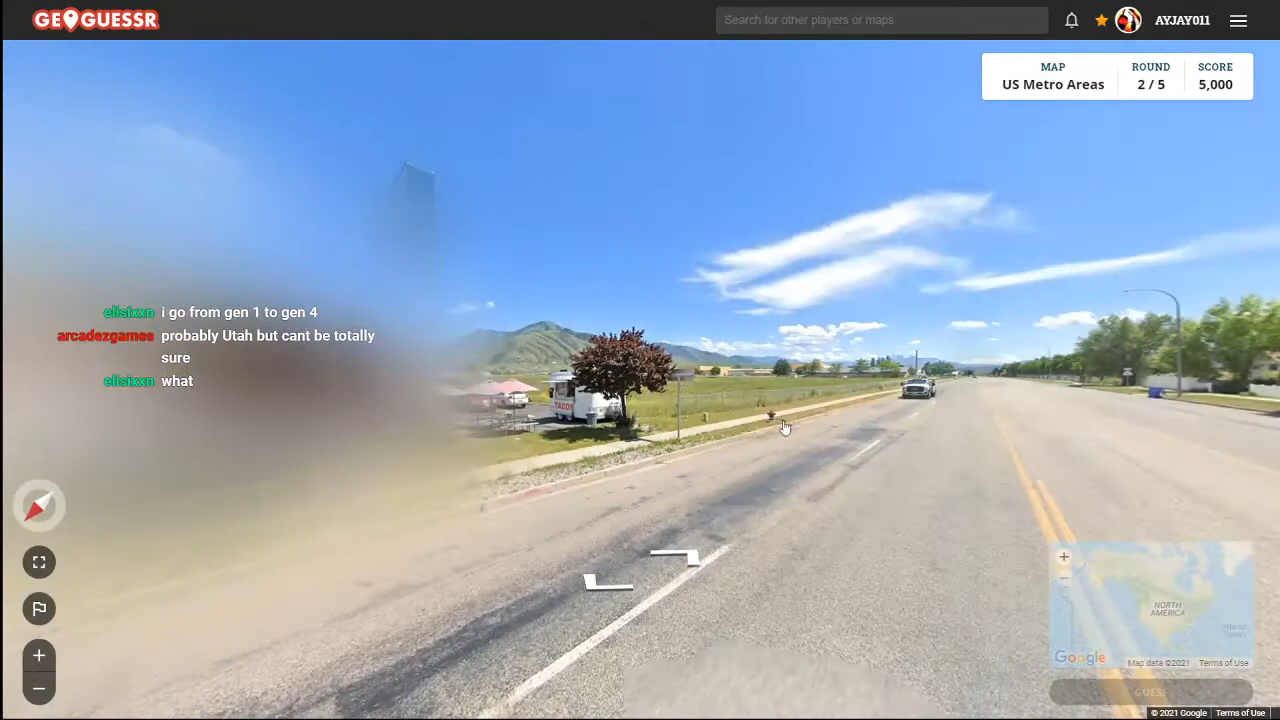 GEOGUESSR
Search for other players or maps
AYJAY011
MAP
ROUND
SCORE
US Metro Areas
2 / 5
5,000
elisixxn i go from gen 1 to gen 4
arcadezgames probably Utah but cant be totally
sure
elisixxn what
TACOS
NORTH
AMERICA
Google
Map data ©2021
Terms of Use
GUESS
© 2021 Google
Terms of Use